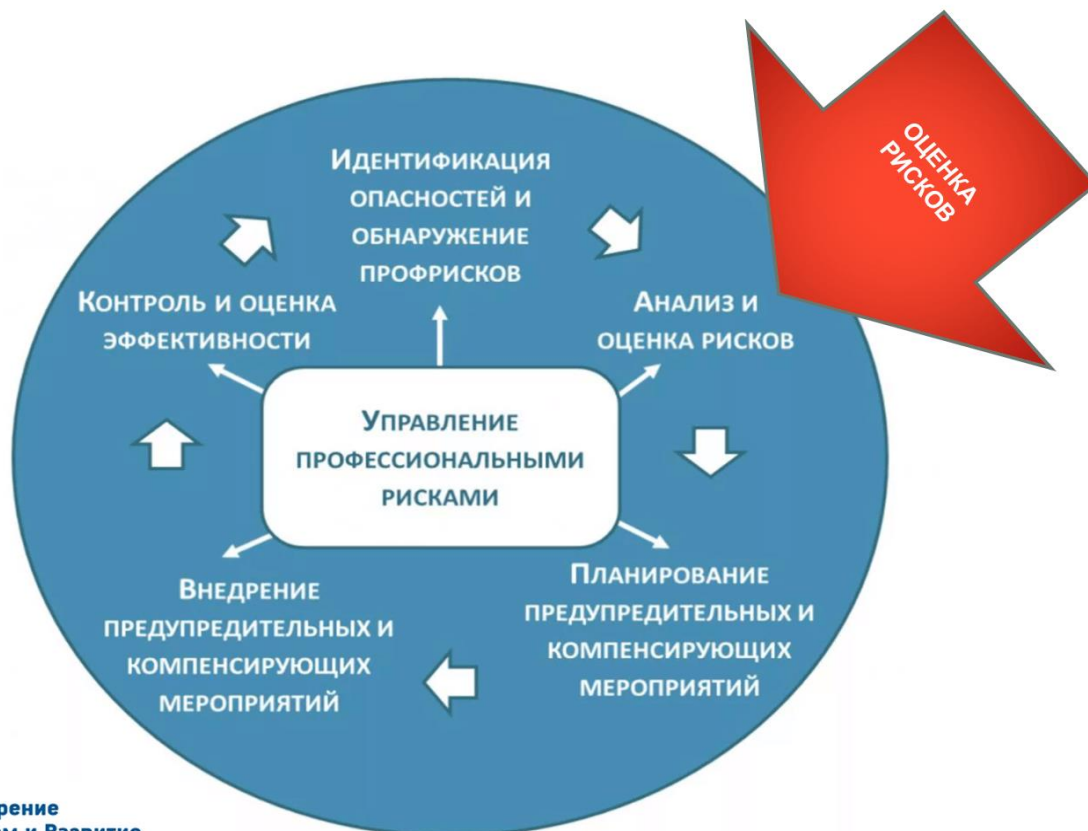 ОЦЕНКА
РИСКОВ
ИДЕНТИФИКАЦИЯ
ОПАСНОСТЕЙ И
ОБНАРУЖЕНИЕ
ПРОФРИСКОВ
АНАЛИЗ И
ОЦЕНКА РИСКОВ
ПЛАНИРОВАНИЕ
ПРЕДУПРЕДИТЕЛЬНЫХ И
КОМПЕНСИРУЮЩИХ
МЕРОПРИЯТИЙ
ВНЕДРЕНИЕ
ПРЕДУПРЕДИТЕЛЬНЫХ И
КОМПЕНСИРУЮЩИХ
МЕРОПРИЯТИЙ
КОНТРОЛЬ И ОЦЕНКА
ЭФФЕКТИВНОСТИ
УПРАВЛЕНИЕ
ПРОФЕССИОНАЛЬНЫМИ
РИСКАМИ
и Развитие